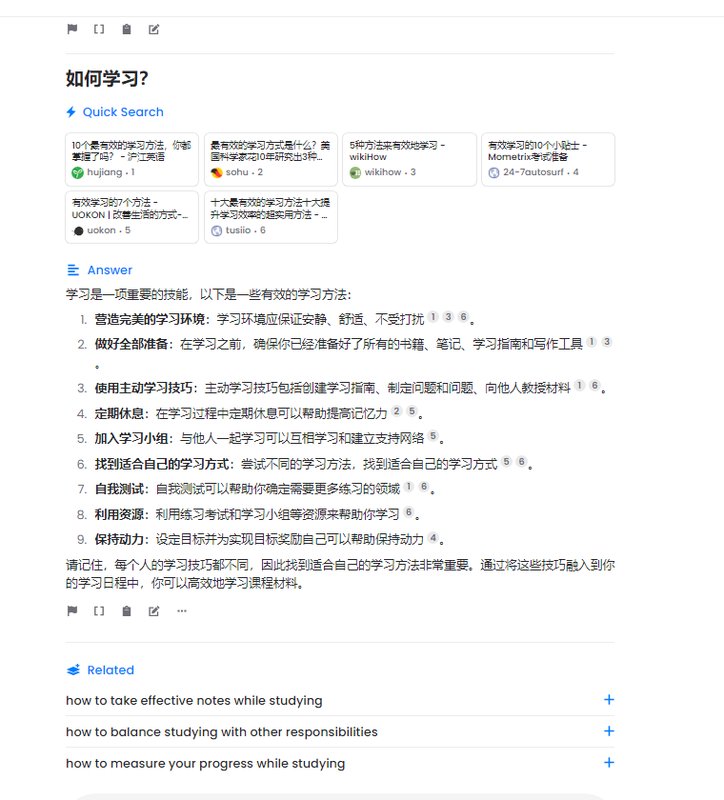 如何学习?
Quick Search
10个最有效的学习方法，你都
掌握了吗？ - 沪江英语
hujiang · 1
最有效的学习方式是什么？美
国科学家花10年研究出3种...
sohu · 2
5种方法来有效地学习 -
wikiHow
wikihow · 3
有效学习的10个小贴士 -
Mometrix考试准备
24-7autosurf · 4
有效学习的7个方法 -
UOKON | 改善生活的方式-...
uokon · 5
十大最有效的学习方法十大提
升学习效率的超实用方法 - ...
tusiio · 6
Answer
学习是一项重要的技能，以下是一些有效的学习方法：
1. 营造完美的学习环境：学习环境应保证安静、舒适、不受打扰 1 3 6。
2. 做好全部准备：在学习之前，确保你已经准备好了所有的书籍、笔记、学习指南和写作工具 1 3
。
3. 使用主动学习技巧：主动学习技巧包括创建学习指南、制定问题和问题、向他人教授材料 1 6。
4. 定期休息：在学习过程中定期休息可以帮助提高记忆力 2 5。
5. 加入学习小组：与他人一起学习可以互相学习和建立支持网络 5。
6. 找到适合自己的学习方式：尝试不同的学习方法，找到适合自己的学习方式 5 6。
7. 自我测试：自我测试可以帮助你确定需要更多练习的领域 1 6。
8. 利用资源：利用练习考试和学习小组等资源来帮助你学习 6。
9. 保持动力：设定目标并为实现目标奖励自己可以帮助保持动力 4。
请记住，每个人的学习技巧都不同，因此找到适合自己的学习方法非常重要。通过将这些技巧融入到你
的学习日程中，你可以高效地学习课程材料。
Related
how to take effective notes while studying
how to balance studying with other responsibilities
how to measure your progress while studying